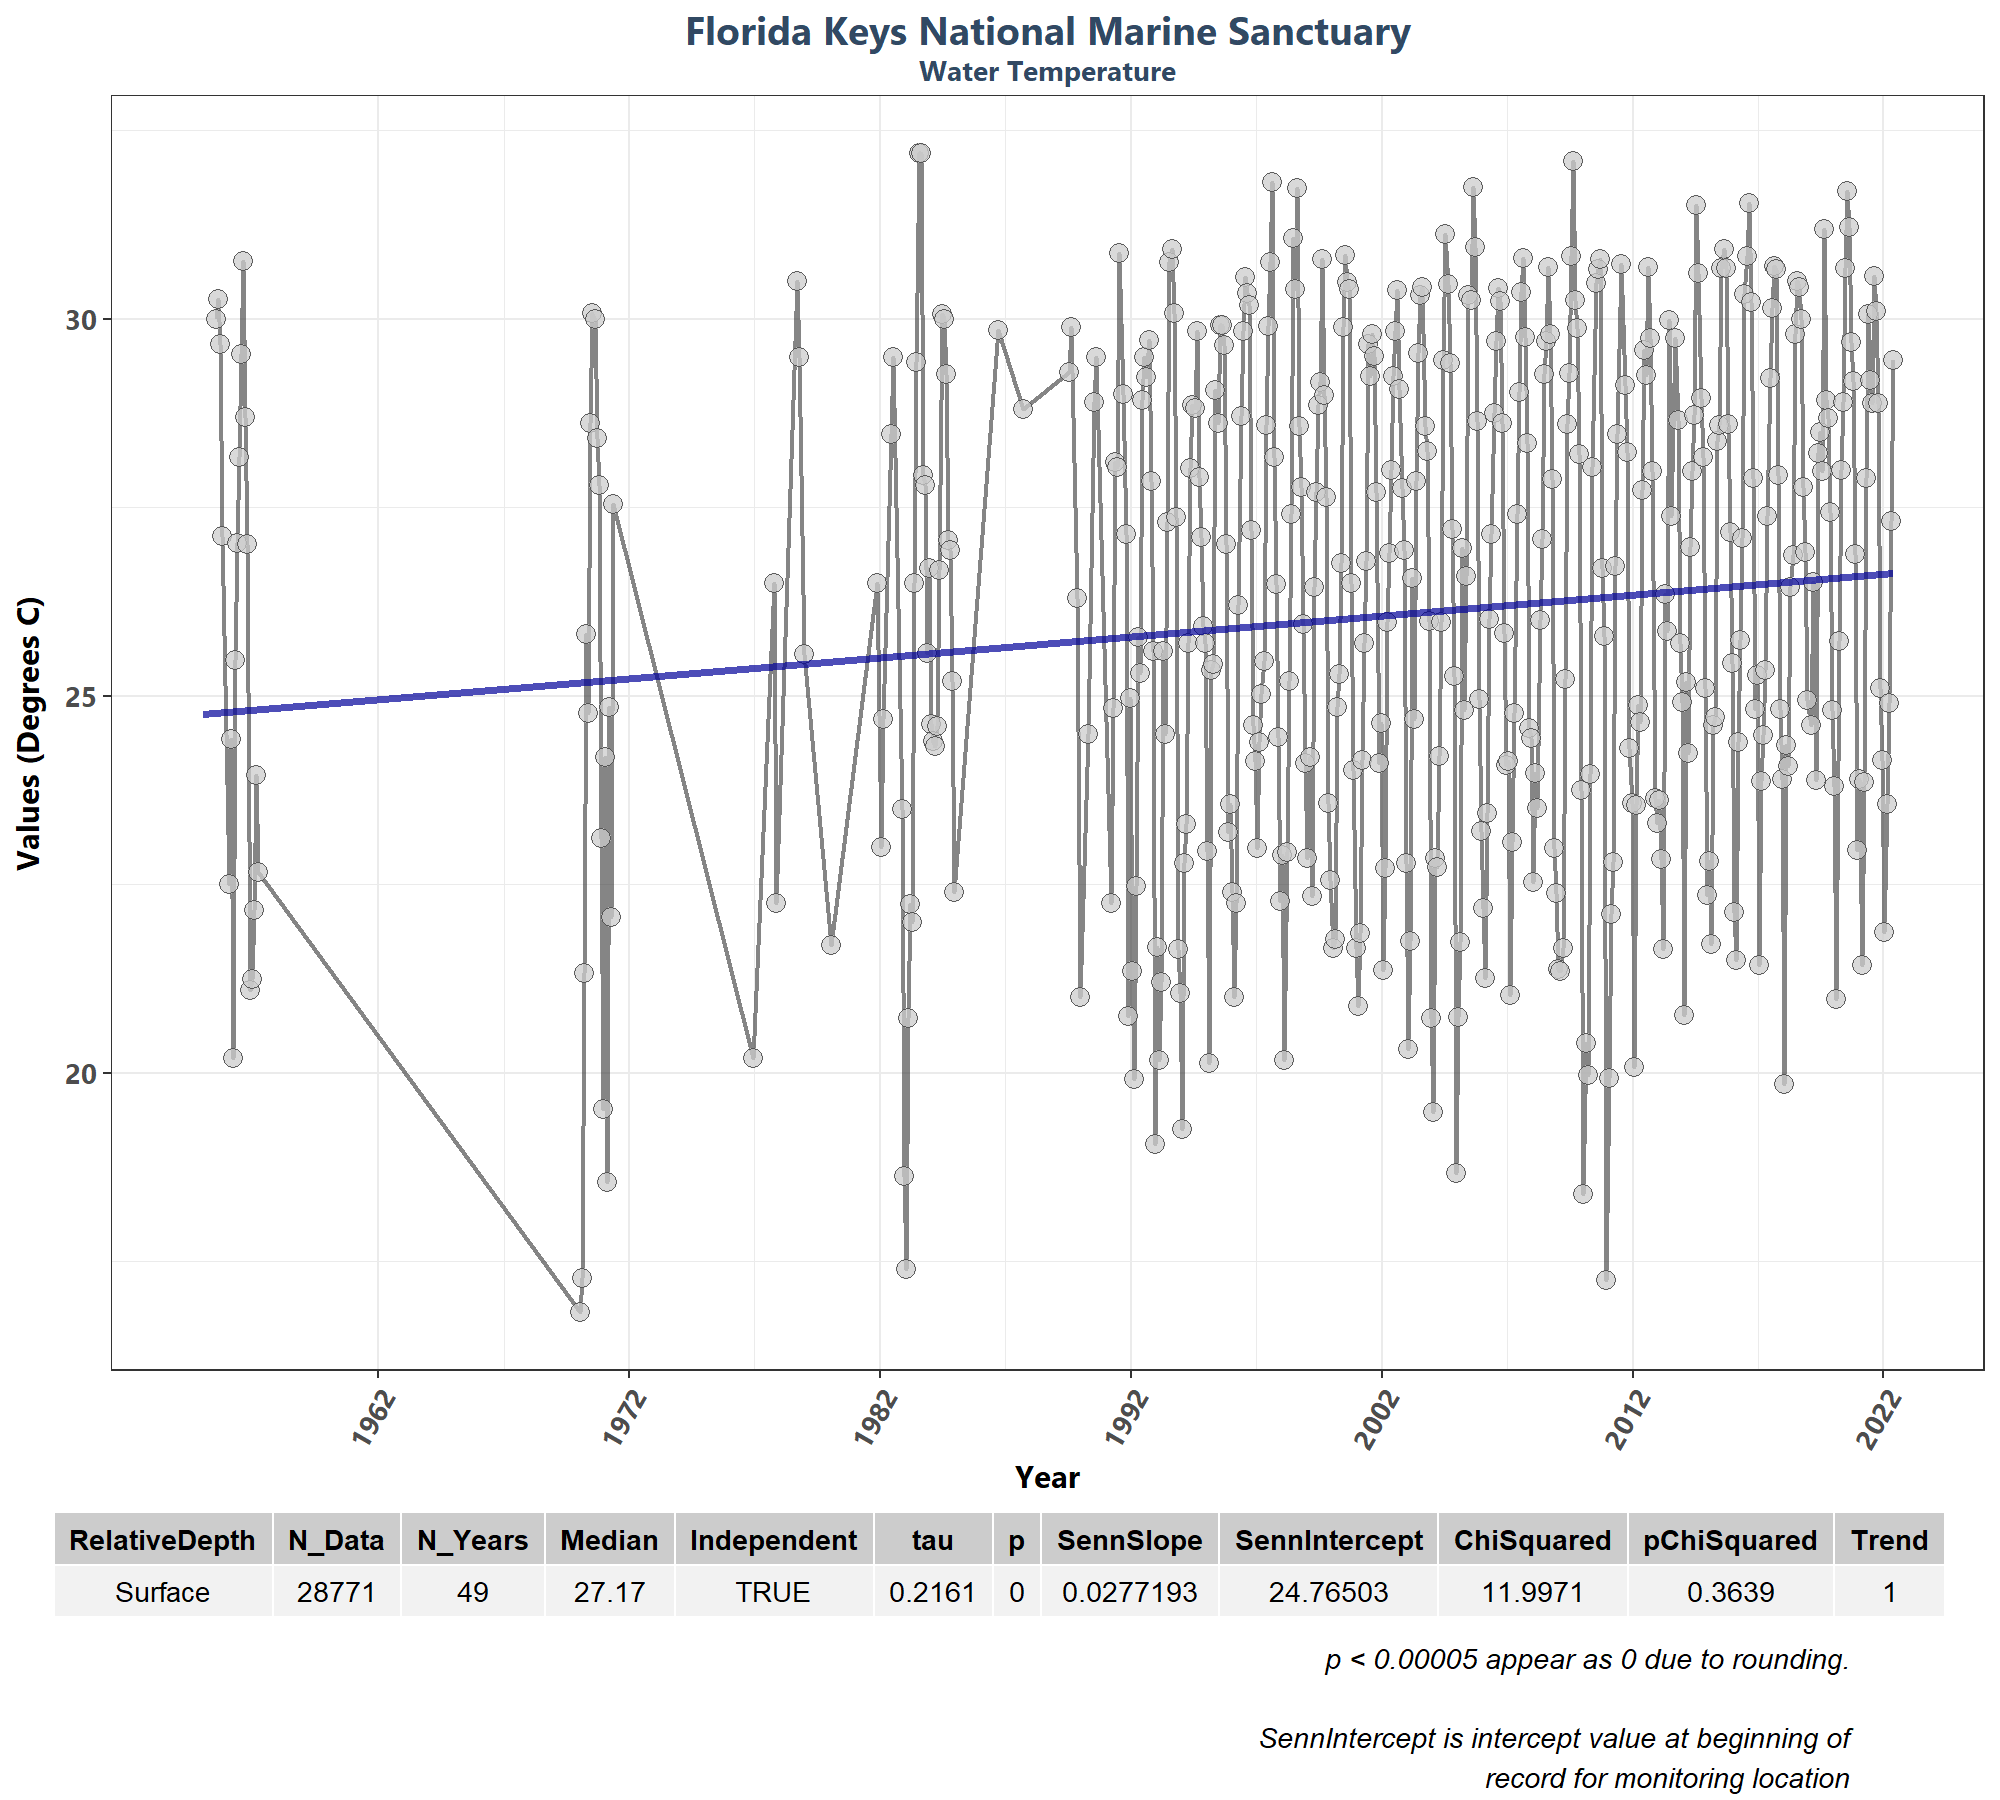 Florida Keys National Marine Sanctuary
Water Temperature
Values (Degrees C)
30
25
20
1962 1972 1982 1992 2002 2012 2022
Year
RelativeDepth N_Data N_Years Median Independent tau p SennSlope SennIntercept ChiSquared pChiSquared Trend
Surface 28771 49 27.17 TRUE 0.2161 0 0.0277193 24.76503 11.9971 0.3639 1
p < 0.00005 appear as 0 due to rounding.
SennIntercept is intercept value at beginning of
record for monitoring location